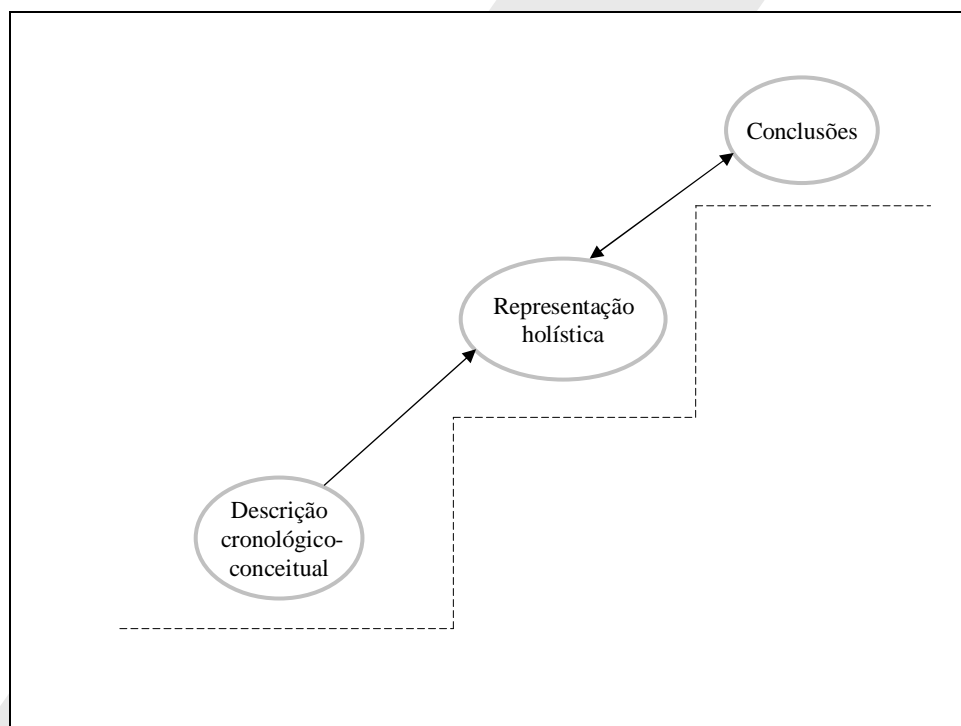 Conclusões
Representação
holística
Descrição
cronológico-
conceitual